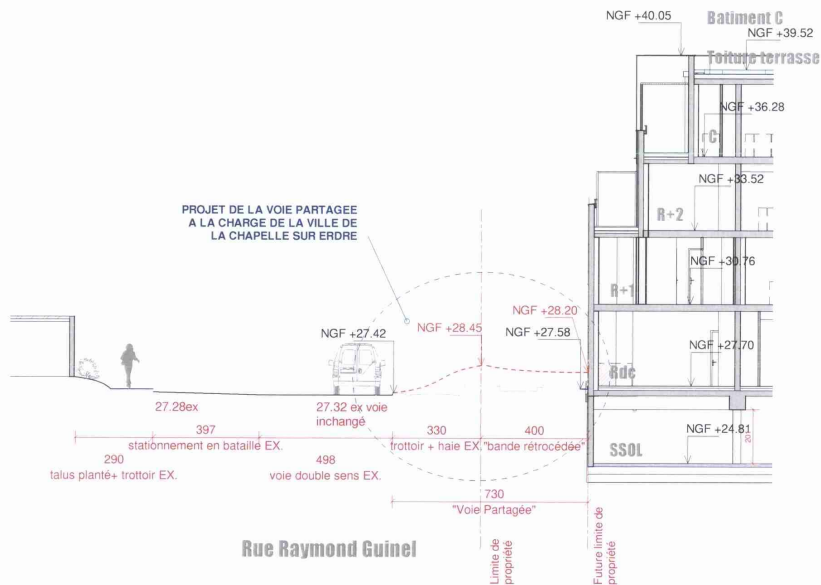 NGF +40.05
Batiment C
NGF +39.52
Toiture terrasse
NGF +36.28
C
NGF +33.52
PROJET DE LA VOIE PARTAGEE
A LA CHARGE DE LA VILLE DE
LA CHAPELLE SUR ERDRE
R+2
NGF +30.76
R+1
NGF +28.20
NGF +27.42
NGF +28.45
NGF +27.58
NGF +27.70
Rdc
27.28ex
27.32 ex voie
inchangé
397
330
400
stationnement en bataille EX.
trottoir + haie EX.
"bande rétrocédée"
NGF +24.81
20
SSOL
290
498
talus planté+ trottoir EX.
voie double sens EX.
730
"Voie Partagée"
Rue Raymond Guinel
Limite de
propriété
Future limite de
propriété